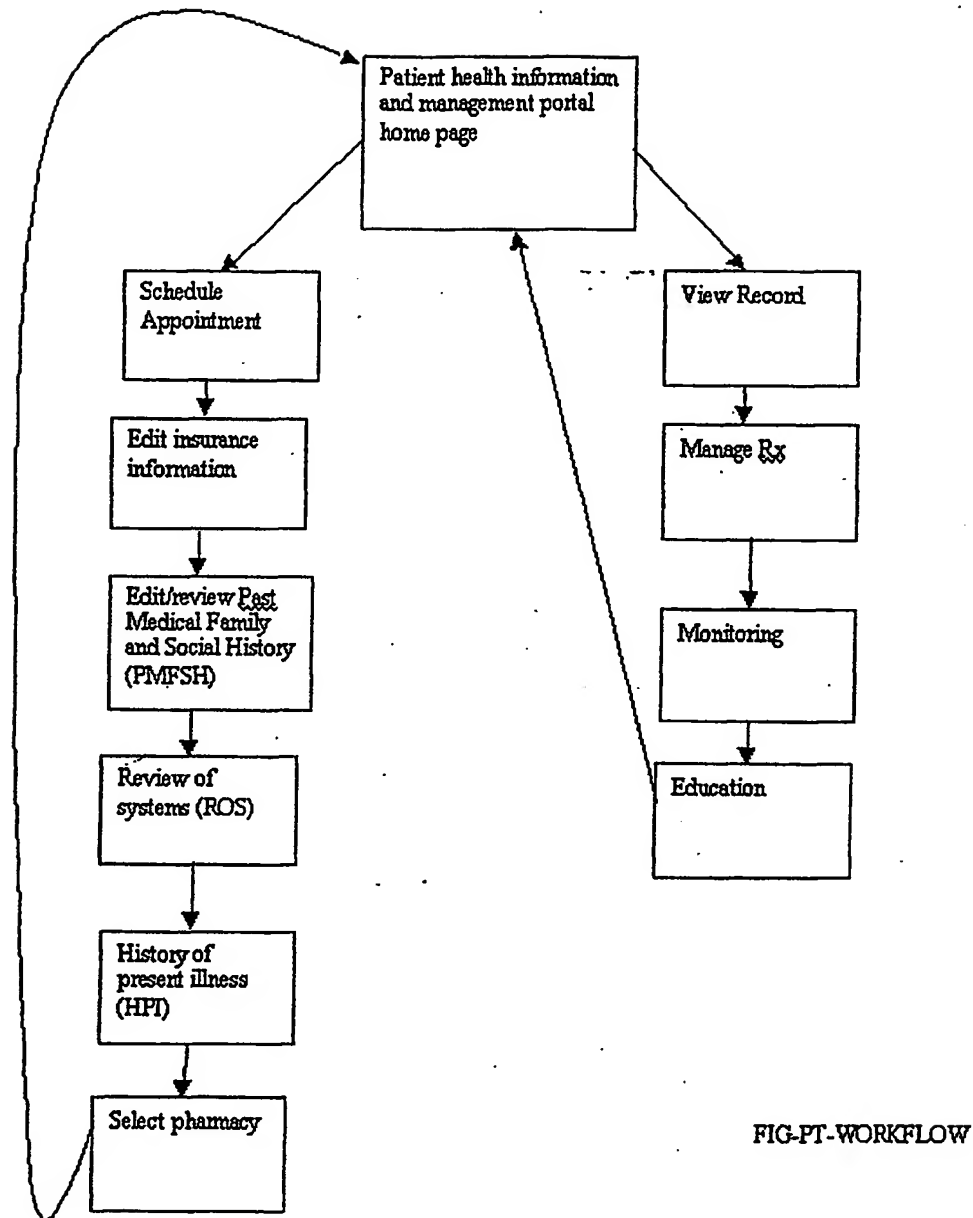 Patient health information
and management portal
home page
Schedule
Appointment
View Record
Edit insurance
information
Manage Rx
Edit/review Past
Medical Family
and Social History
(PMFSH)
Monitoring
Review of
systems (ROS)
Education
History of
present illness
(HPI)
Select pharmacy
FIG-PT-WORKFLOW